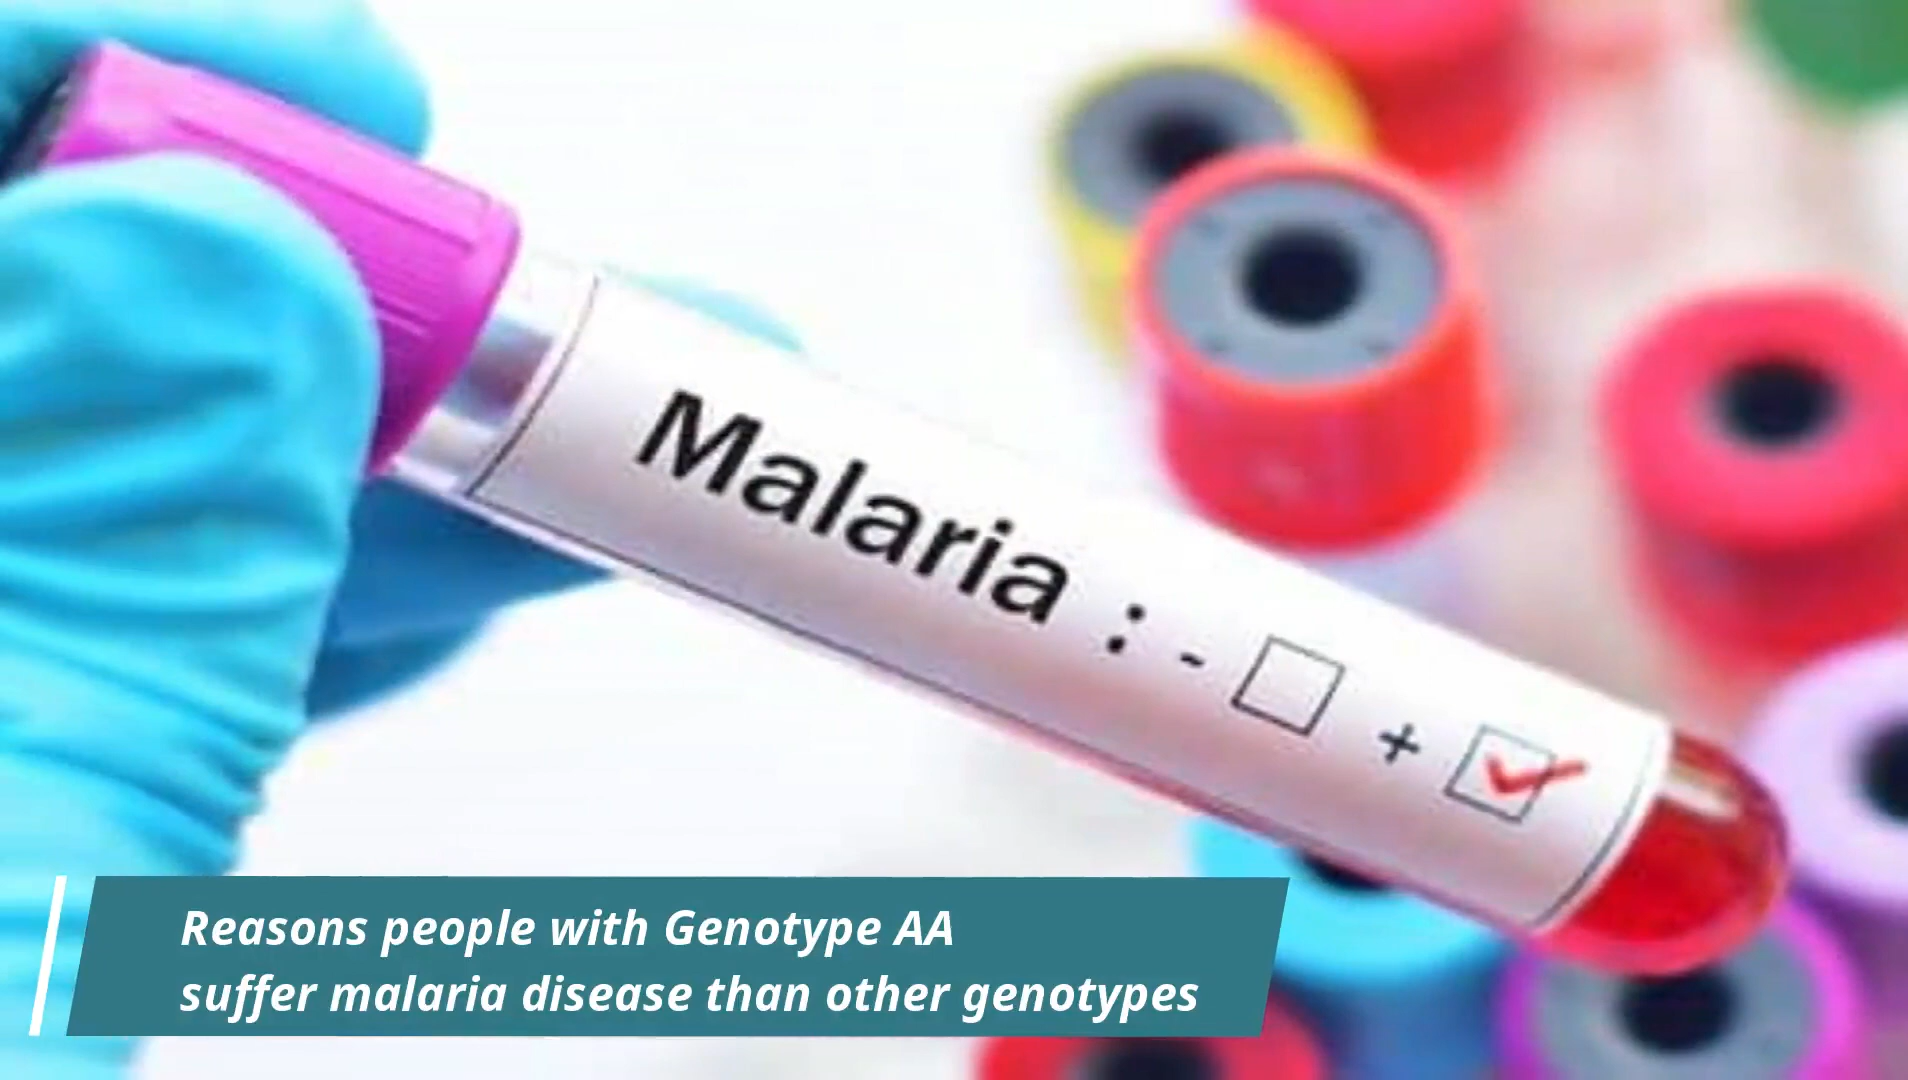 Malaria : - +
Reasons people with Genotype AA
suffer malaria disease than other genotypes